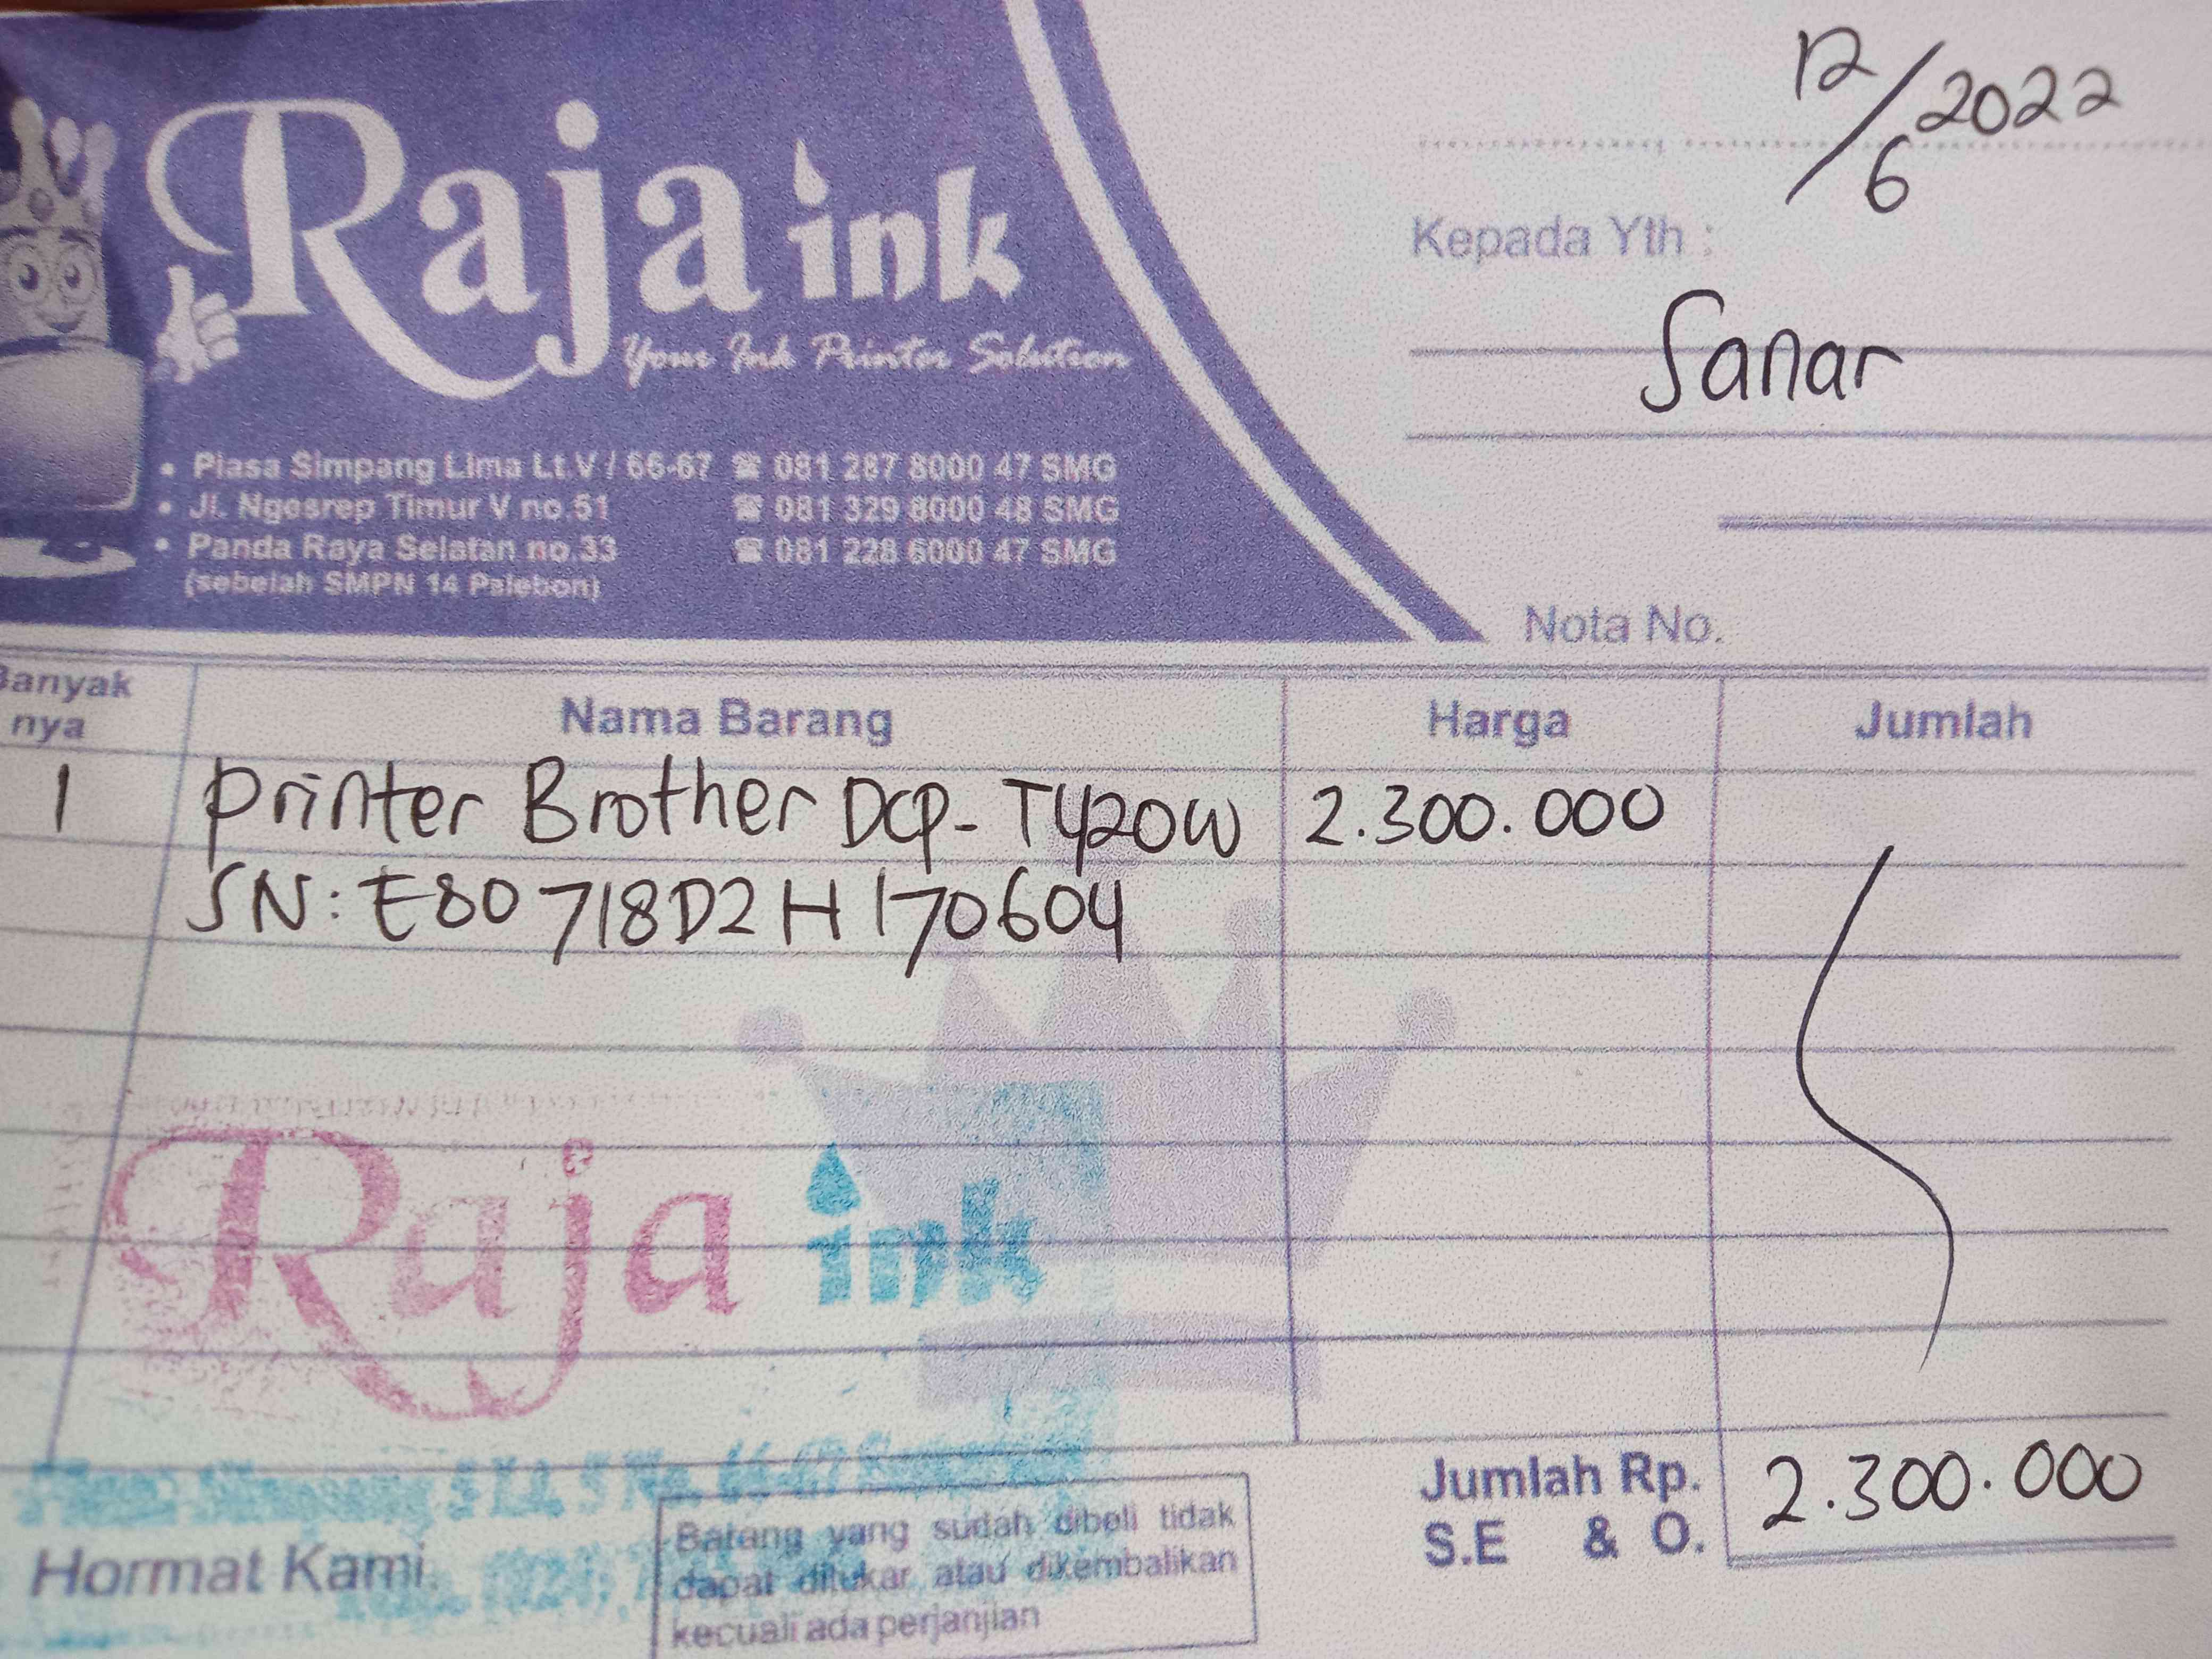 12/6 2022
Raja ink
Your Ink Printer Solution
Kepada Yth :
Sanar
• Plasa Simpang Lima Lt.V / 66-67 ☎ 081 287 8000 47 SMG
• Jl. Ngesrep Timur V no.51 ☎ 081 329 8000 48 SMG
• Panda Raya Selatan no.33 ☎ 081 228 6000 47 SMG
(sebelah SMPN 14 Palebon)
Nota No.
Banyak nya Nama Barang Harga Jumlah
1 Printer Brother DCP-T420W 2.300.000
SN: E80718D2H170604
Raja ink
Jumlah Rp. 2.300.000
S.E & O.
Hormat Kami.
Barang yang sudah dibeli tidak
dapat ditukar atau dikembalikan
kecuali ada perjanjian